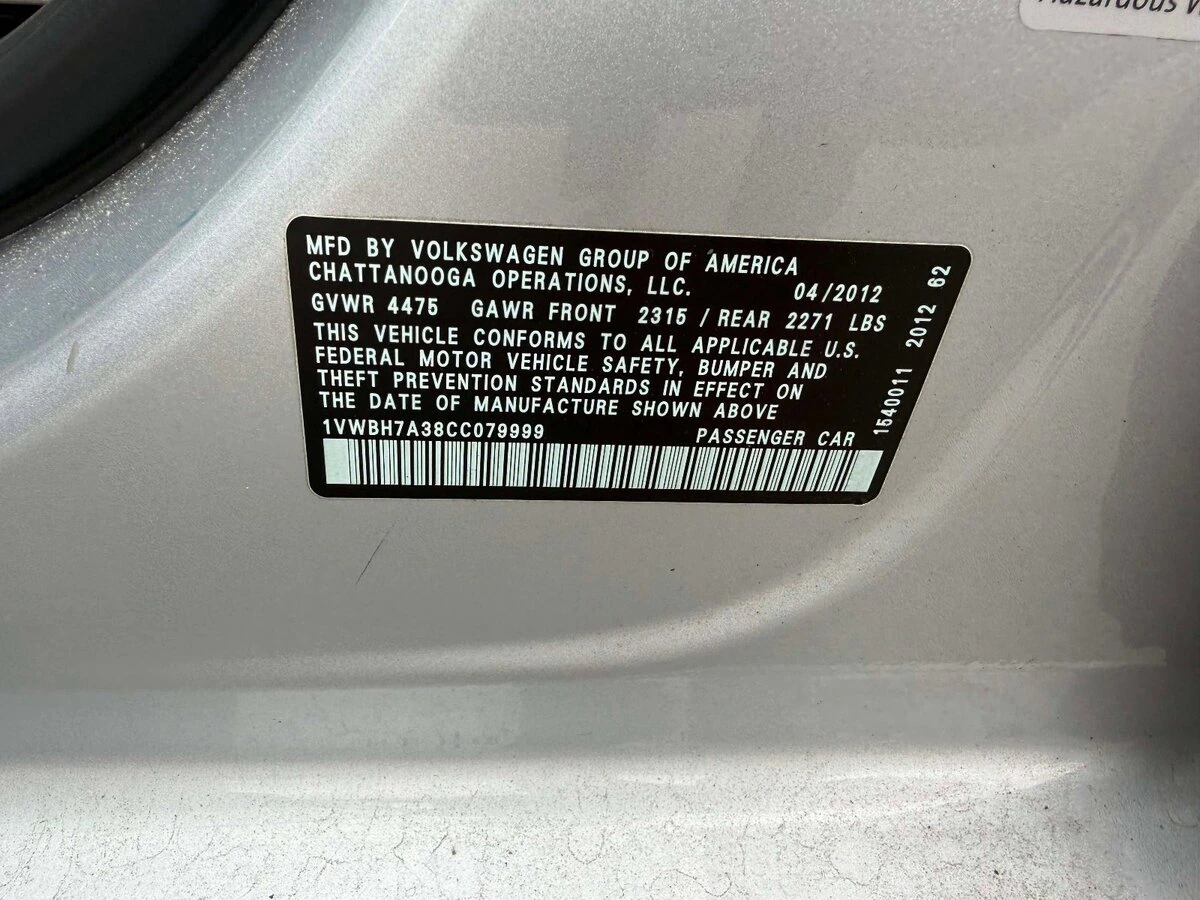 Hazardous
MFD BY VOLKSWAGEN GROUP OF AMERICA
CHATTANOOGA OPERATIONS, LLC. 04/2012
GVWR 4475 GAWR FRONT 2315 / REAR 2271 LBS
THIS VEHICLE CONFORMS TO ALL APPLICABLE U.S.
FEDERAL MOTOR VEHICLE SAFETY, BUMPER AND
THEFT PREVENTION STANDARDS IN EFFECT ON
THE DATE OF MANUFACTURE SHOWN ABOVE
1VWBH7A38CC079999 PASSENGER CAR
1540011 2012 62